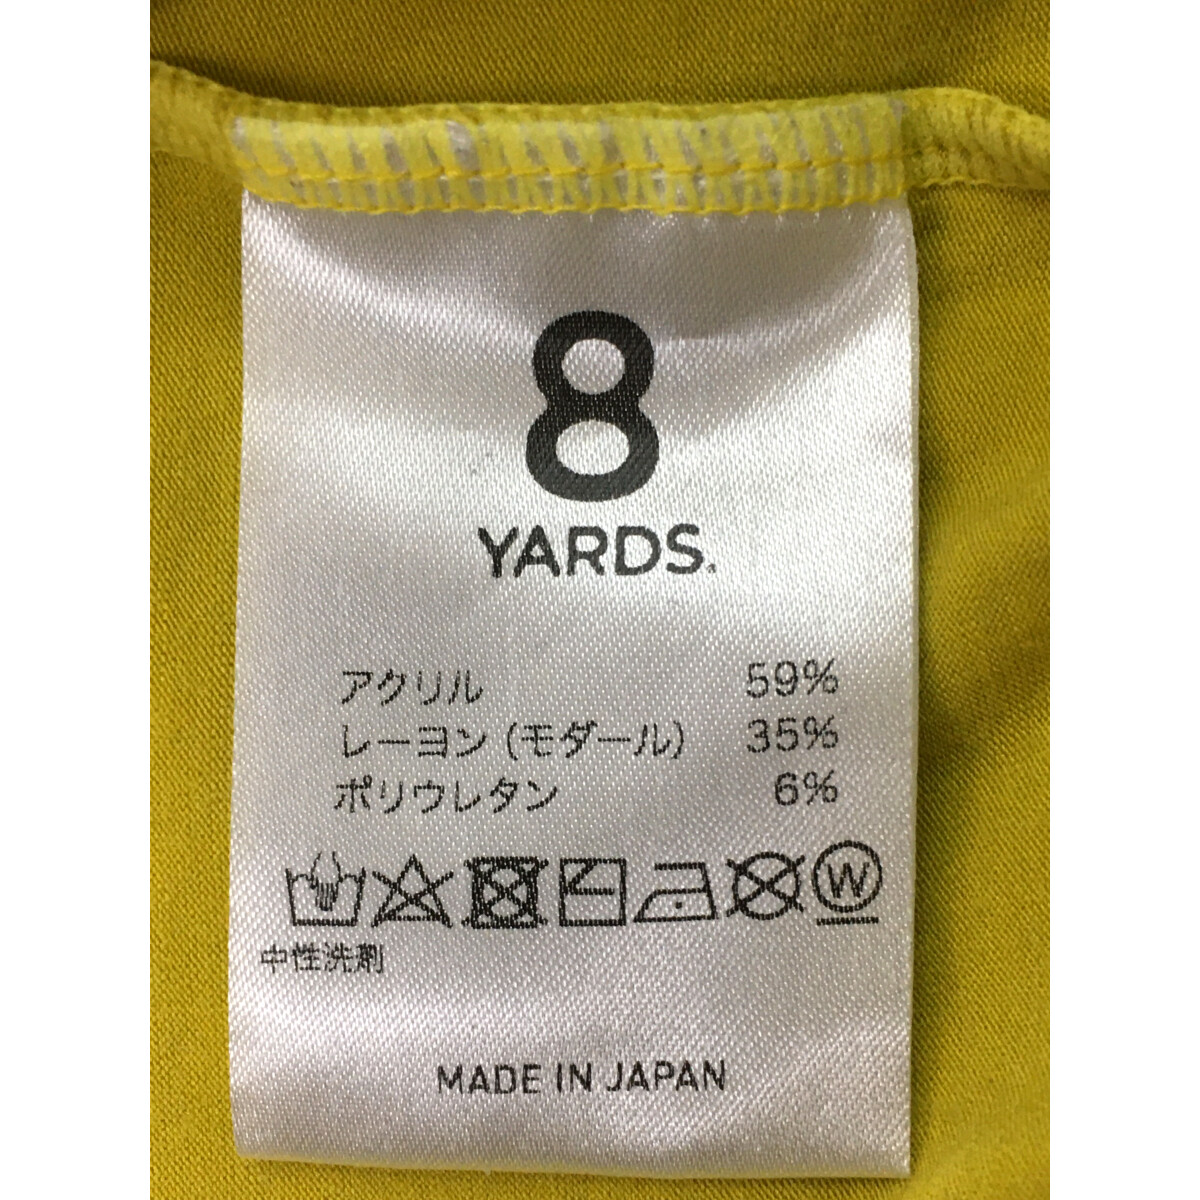 8
YARDS.
アクリル 59%
レーヨン (モダール) 35%
ポリウレタン 6%
W
中性洗剤
MADE IN JAPAN